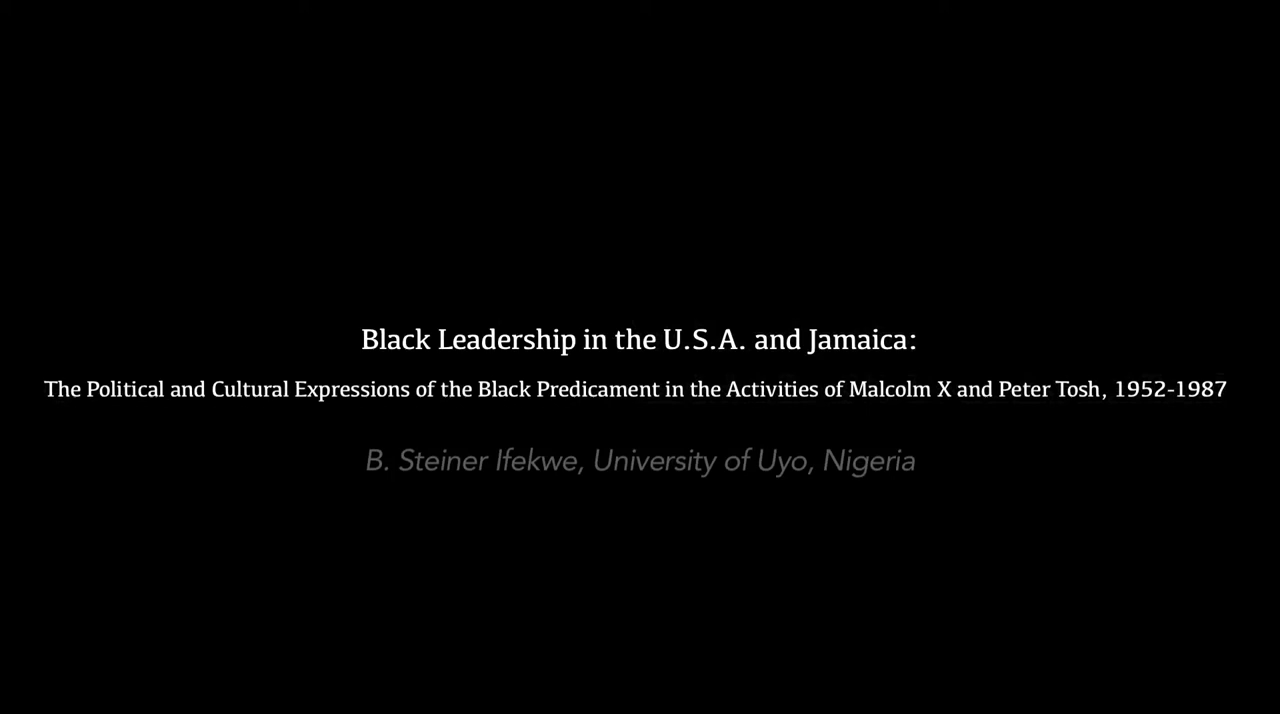 Black Leadership in the U.S.A. and Jamaica:
The Political and Cultural Expressions of the Black Predicament in the Activities of Malcolm X and Peter Tosh, 1952-1987
B. Steiner Ifekwe, University of Uyo, Nigeria